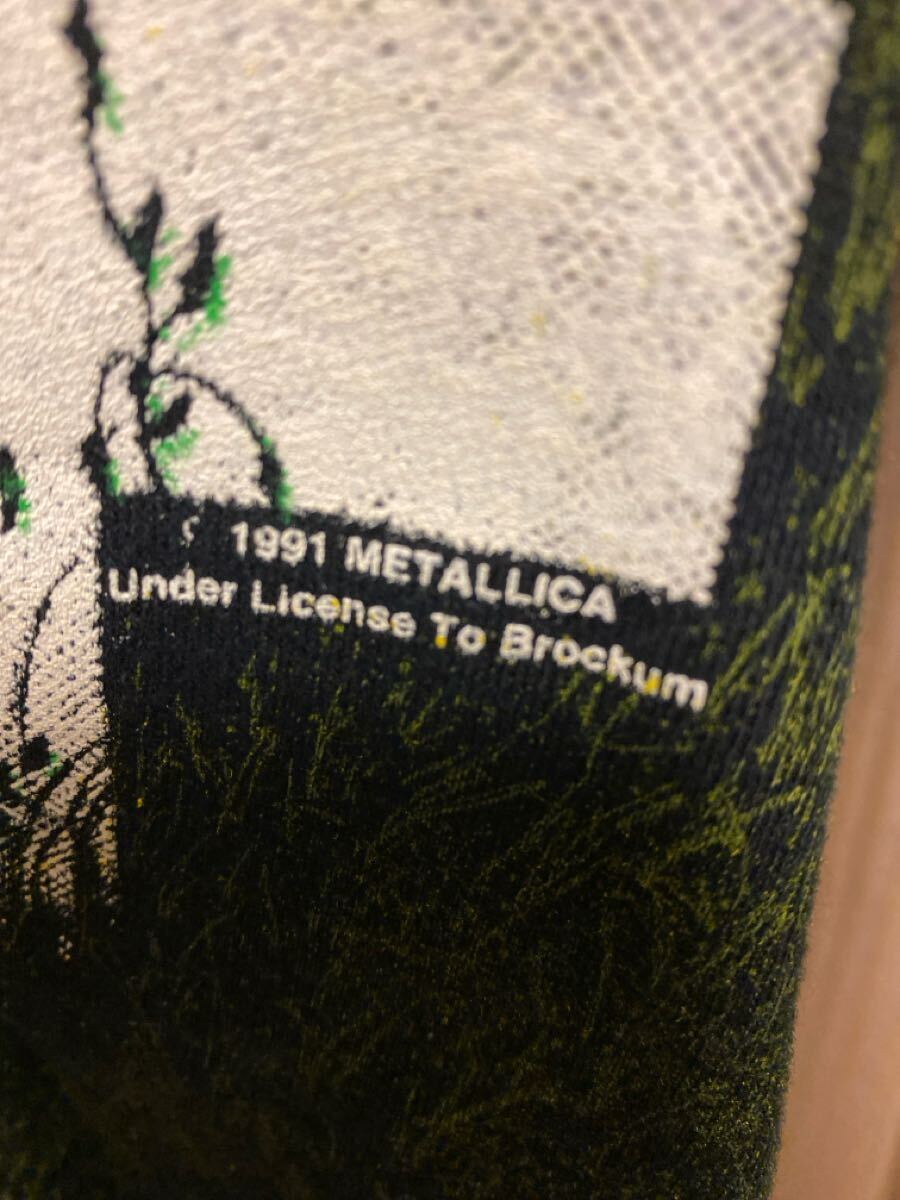 © 1991 METALLICA
Under License To Brockum